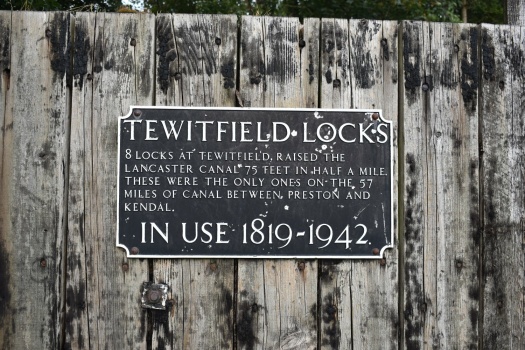 TEWITFIELD LOCKS
8 LOCKS AT TEWITFIELD, RAISED THE
LANCASTER CANAL 75 FEET IN HALF A MILE.
THESE WERE THE ONLY ONES ON THE 57
MILES OF CANAL BETWEEN PRESTON AND
KENDAL.
IN USE 1819-1942.